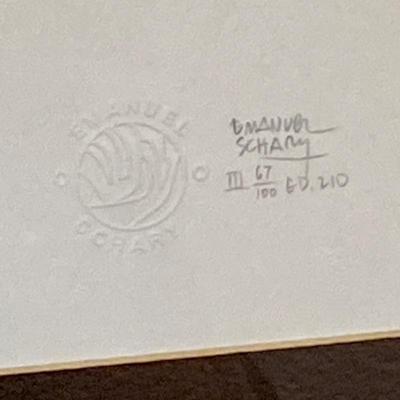 EMANUEL
SCHARY
EMANUEL
SCHARY
III 67/100 ED. 210